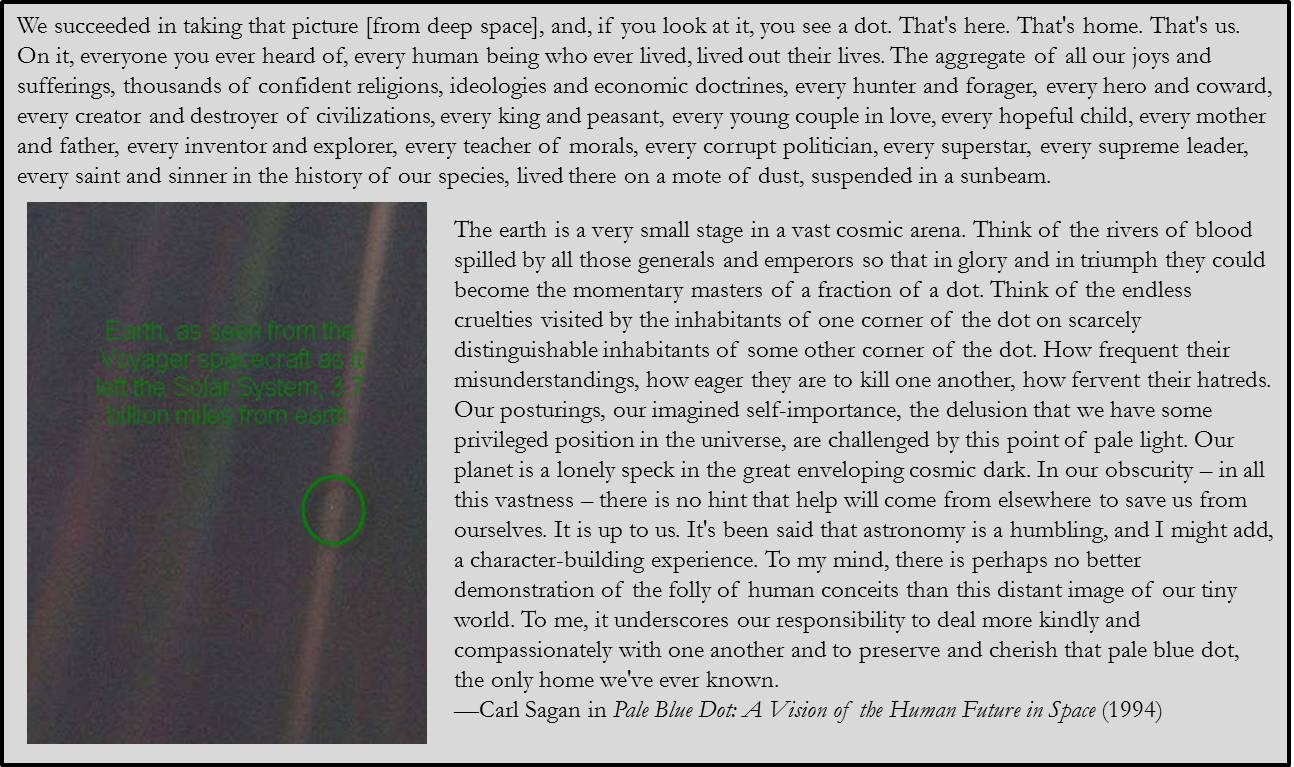 We succeeded in taking that picture [from deep space], and, if you look at it, you see a dot. That's here. That's home. That's us.
On it, everyone you ever heard of, every human being who ever lived, lived out their lives. The aggregate of all our joys and
sufferings, thousands of confident religions, ideologies and economic doctrines, every hunter and forager, every hero and coward,
every creator and destroyer of civilizations, every king and peasant, every young couple in love, every hopeful child, every mother
and father, every inventor and explorer, every teacher of morals, every corrupt politician, every superstar, every supreme leader,
every saint and sinner in the history of our species, lived there on a mote of dust, suspended in a sunbeam.
Earth, as seen from the
Voyager spacecraft as it
left the Solar System, 3.7
billion miles from earth
The earth is a very small stage in a vast cosmic arena. Think of the rivers of blood
spilled by all those generals and emperors so that in glory and in triumph they could
become the momentary masters of a fraction of a dot. Think of the endless
cruelties visited by the inhabitants of one corner of the dot on scarcely
distinguishable inhabitants of some other corner of the dot. How frequent their
misunderstandings, how eager they are to kill one another, how fervent their hatreds.
Our posturings, our imagined self-importance, the delusion that we have some
privileged position in the universe, are challenged by this point of pale light. Our
planet is a lonely speck in the great enveloping cosmic dark. In our obscurity – in all
this vastness – there is no hint that help will come from elsewhere to save us from
ourselves. It is up to us. It's been said that astronomy is a humbling, and I might add,
a character-building experience. To my mind, there is perhaps no better
demonstration of the folly of human conceits than this distant image of our tiny
world. To me, it underscores our responsibility to deal more kindly and
compassionately with one another and to preserve and cherish that pale blue dot,
the only home we've ever known.
—Carl Sagan in Pale Blue Dot: A Vision of the Human Future in Space (1994)